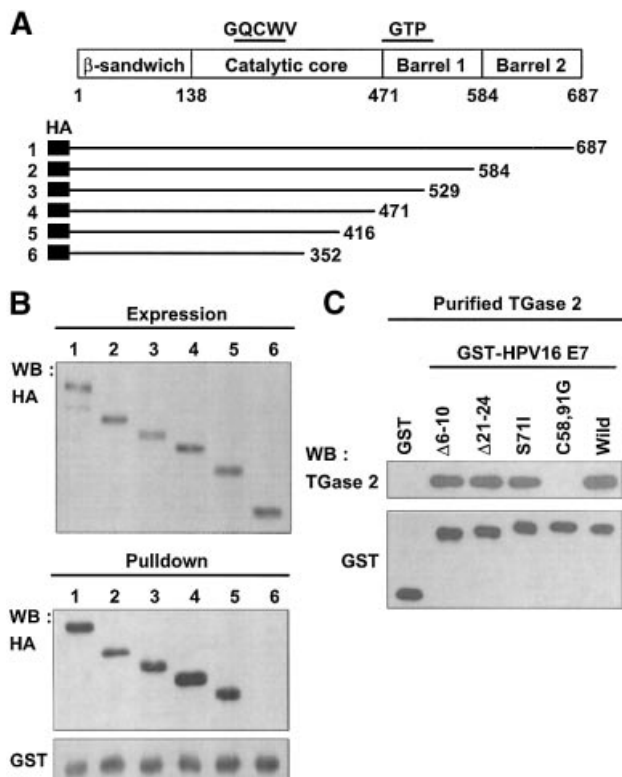 A
GQCWV GTP
β-sandwich Catalytic core Barrel 1 Barrel 2
1 138 471 584 687
HA
1 687
2 584
3 529
4 471
5 416
6 352
B
Expression
1 2 3 4 5 6
WB :
HA
Pulldown
1 2 3 4 5 6
WB :
HA
GST
C
Purified TGase 2
GST-HPV16 E7
GST Δ6-10 Δ21-24 S71I C58,91G Wild
WB :
TGase 2
GST